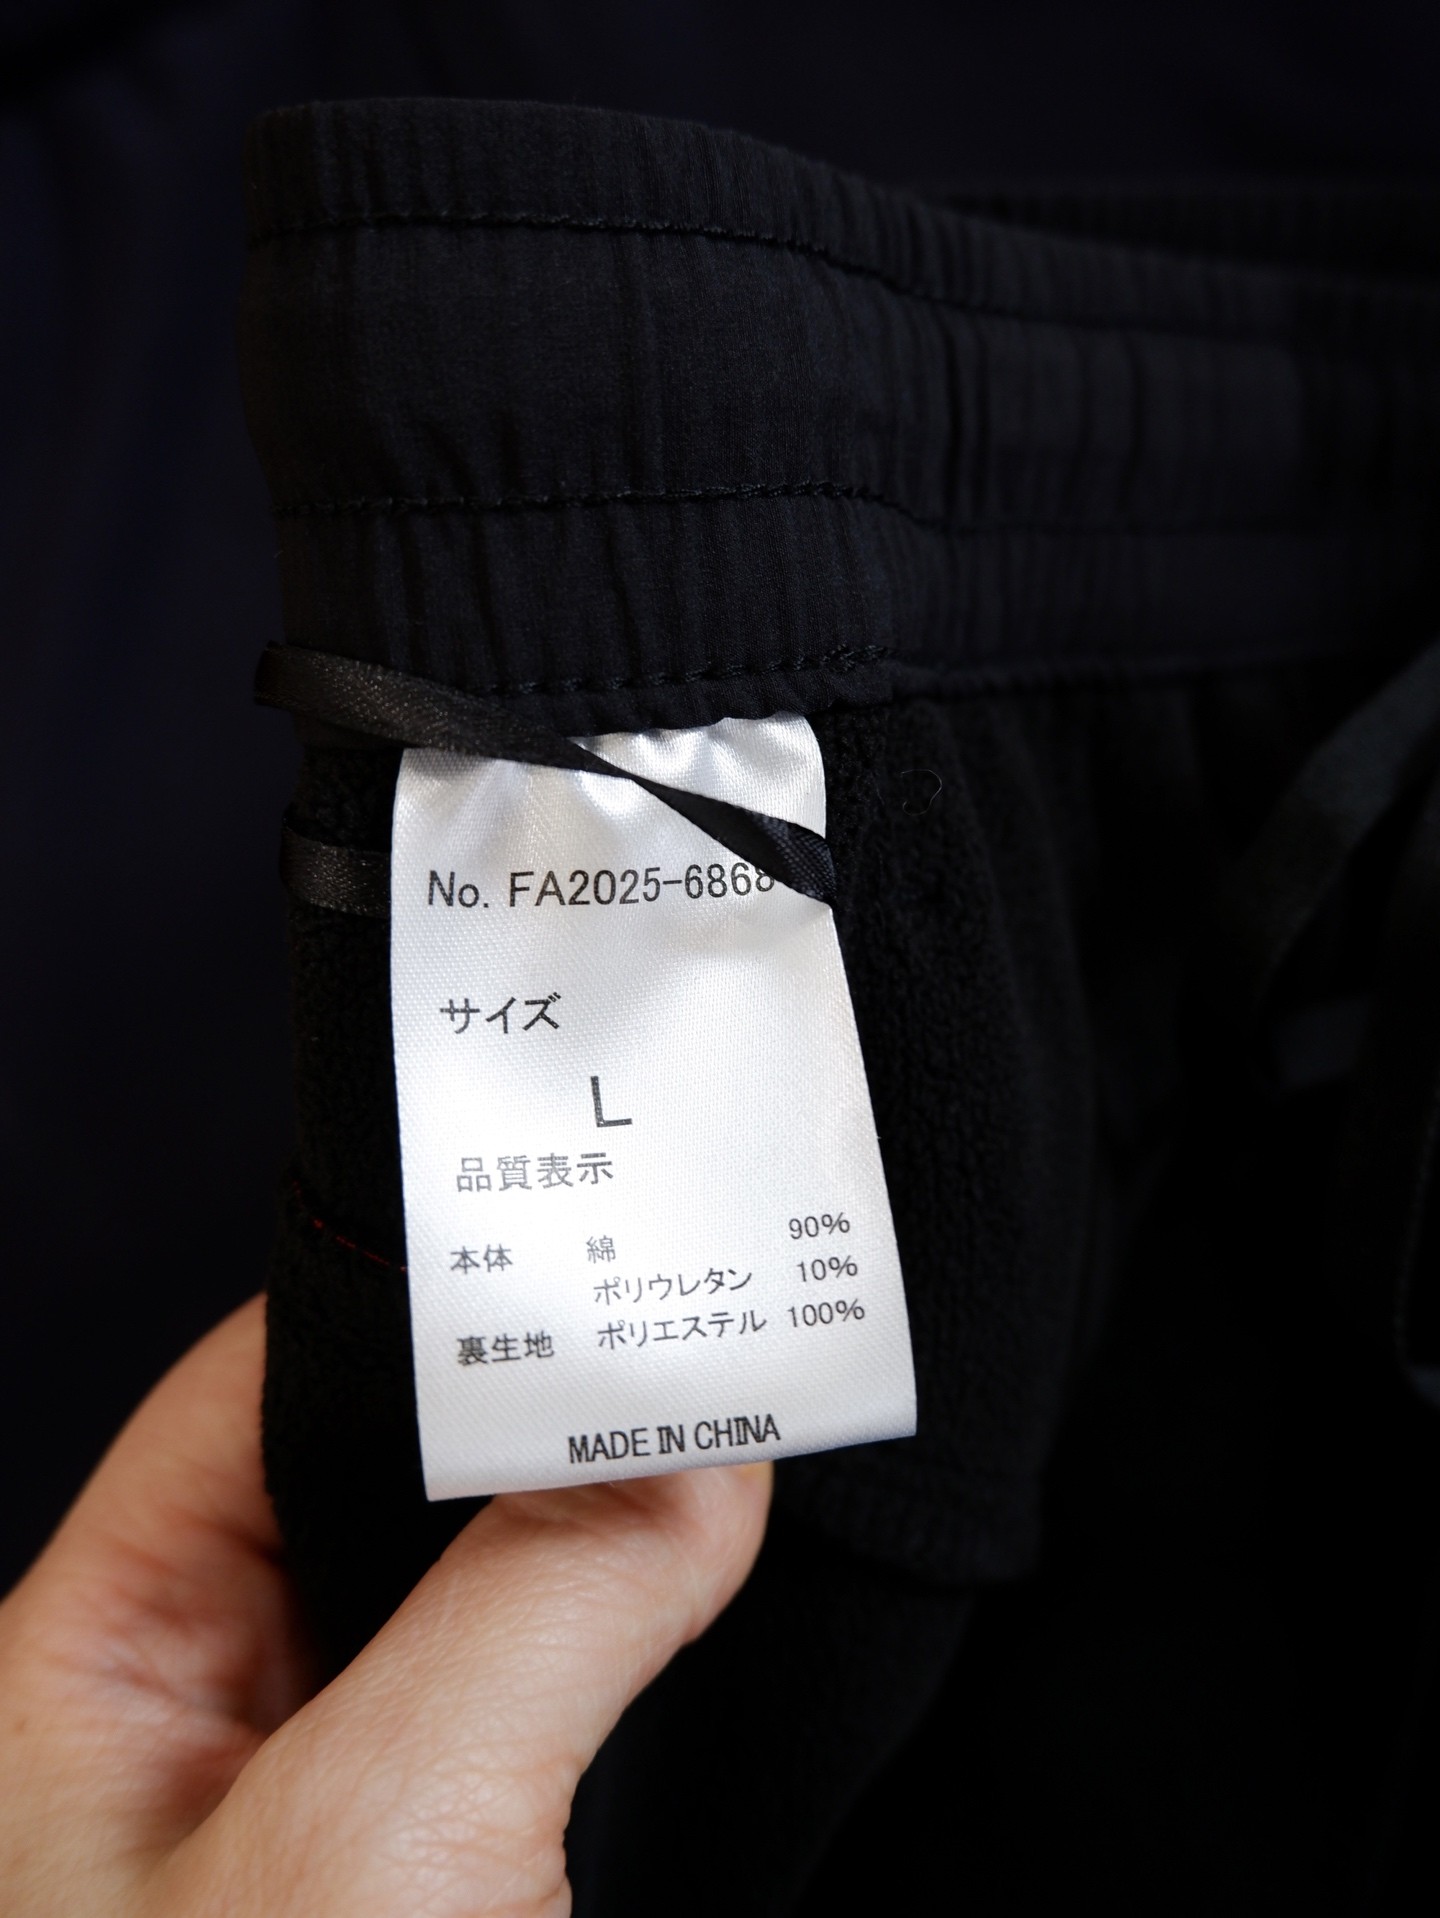 No. FA2025-6868
サイズ
L
品質表示
本体 綿 90%
ポリウレタン 10%
裏生地 ポリエステル 100%
MADE IN CHINA